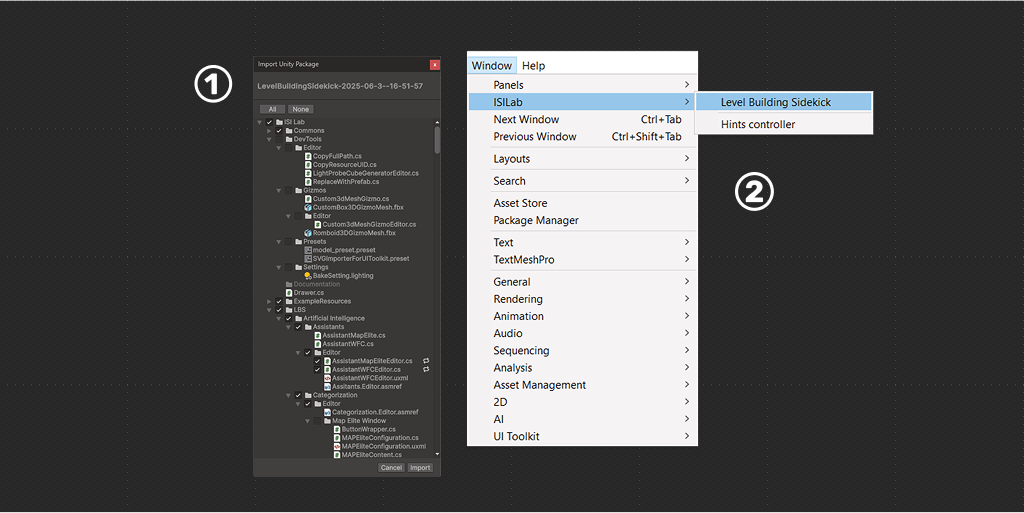 1
Import Unity Package
x
LevelBuildingSidekick-2025-06-3--16-51-57
All None
ISI Lab
Commons
DevTools
Editor
CopyFullPath.cs
CopyResourceUID.cs
LightProbeCubeGeneratorEditor.cs
ReplaceWithPrefab.cs
Gizmos
Custom3dMeshGizmo.cs
CustomBox3DGizmoMesh.fbx
Editor
Custom3dMeshGizmoEditor.cs
Romboid3DGizmoMesh.fbx
Presets
model_preset.preset
SVGImporterForUIToolkit.preset
Settings
BakeSetting.lighting
Documentation
Drawer.cs
ExampleResources
LBS
Artificial Intelligence
Assistants
AssistantMapElite.cs
AssistantWFC.cs
Editor
AssistantMapEliteEditor.cs
AssistantWFCEditor.cs
AssistantWFCEditor.uxml
Assitants.Editor.asmref
Categorization
Editor
Categorization.Editor.asmref
Map Elite Window
ButtonWrapper.cs
MAPEliteConfiguration.cs
MAPEliteConfiguration.uxml
MAPEliteContent.cs
Cancel Import
Window Help
Panels
ISILab
Next Window Ctrl+Tab
Previous Window Ctrl+Shift+Tab
Layouts
Search
Asset Store
Package Manager
Text
TextMeshPro
General
Rendering
Animation
Audio
Sequencing
Analysis
Asset Management
2D
AI
UI Toolkit
Level Building Sidekick
Hints controller
2